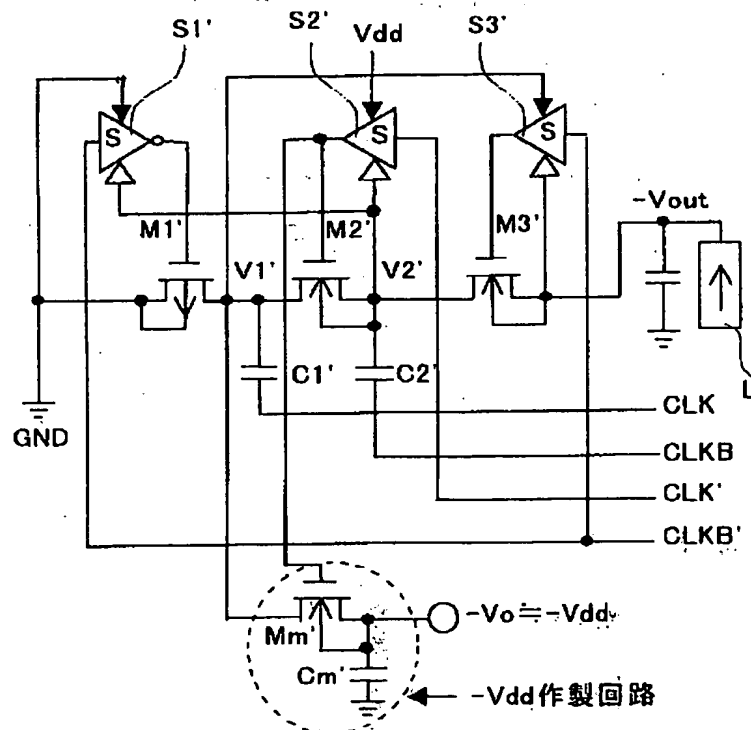 S1'
S2'
S3'
Vdd
S
S
S
-Vout
M1'
M2'
M3'
V1'
V2'
C1'
C2'
L
GND
CLK
CLKB
CLK'
CLKB'
Mm'
-Vo≒-Vdd
Cm'
-Vdd作製回路